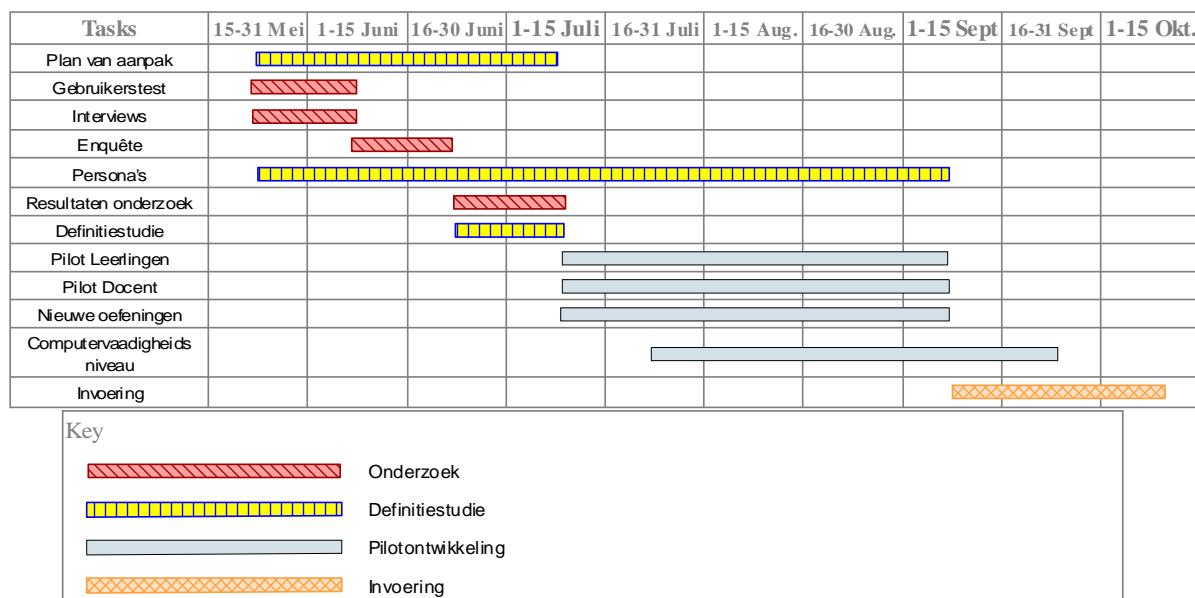 Tasks 15-31 Mei 1-15 Juni 16-30 Juni 1-15 Juli 16-31 Juli 1-15 Aug. 16-30 Aug. 1-15 Sept 16-31 Sept 1-15 Okt.
Plan van aanpak
Gebruikerstest
Interviews
Enquête
Persona's
Resultaten onderzoek
Definitiestudie
Pilot Leerlingen
Pilot Docent
Nieuwe oefeningen
Computervaadigheids
niveau
Invoering
Key
Onderzoek
Definitiestudie
Pilotontwikkeling
Invoering